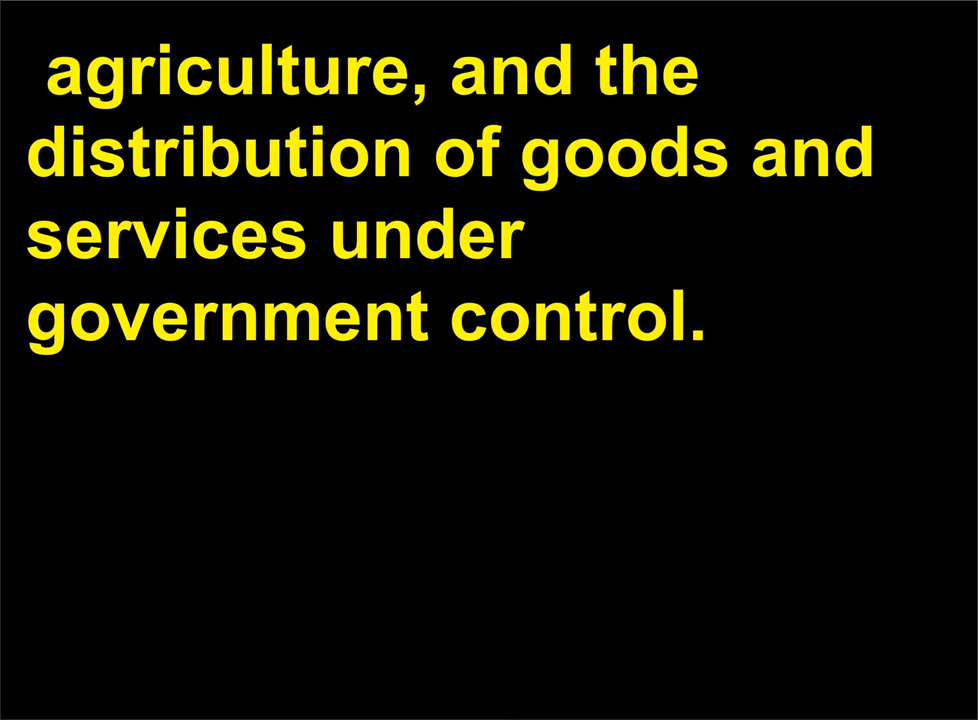 agriculture, and the
distribution of goods and
services under
government control.